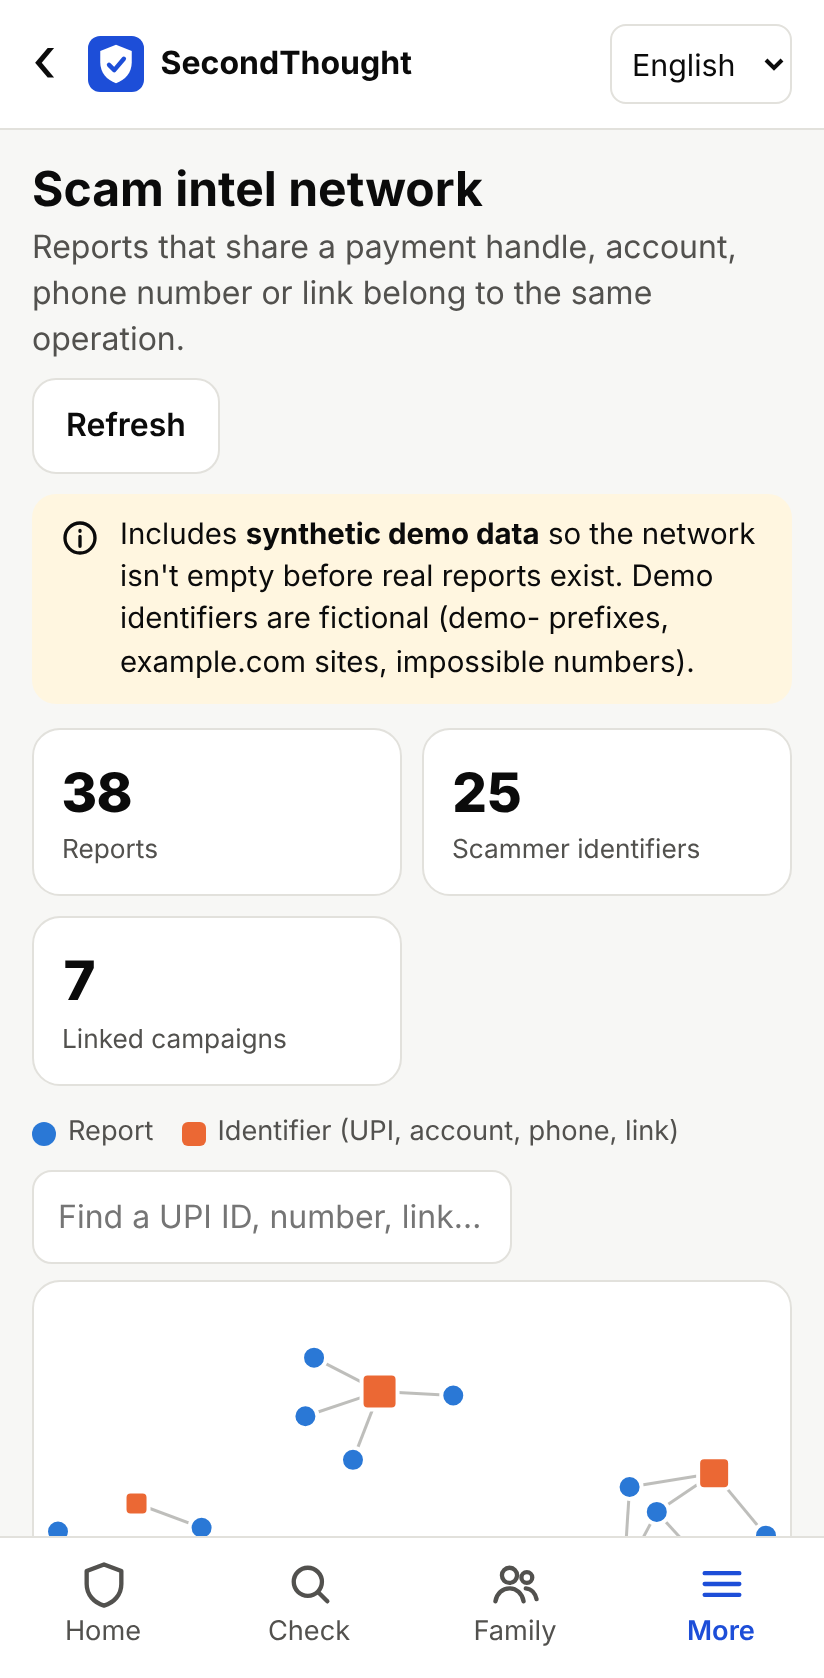 SecondThought
English
Scam intel network
Reports that share a payment handle, account,
phone number or link belong to the same
operation.
Refresh
Includes synthetic demo data so the network
isn't empty before real reports exist. Demo
identifiers are fictional (demo- prefixes,
example.com sites, impossible numbers).
38
Reports
25
Scammer identifiers
7
Linked campaigns
Report
Identifier (UPI, account, phone, link)
Find a UPI ID, number, link...
Home
Check
Family
More